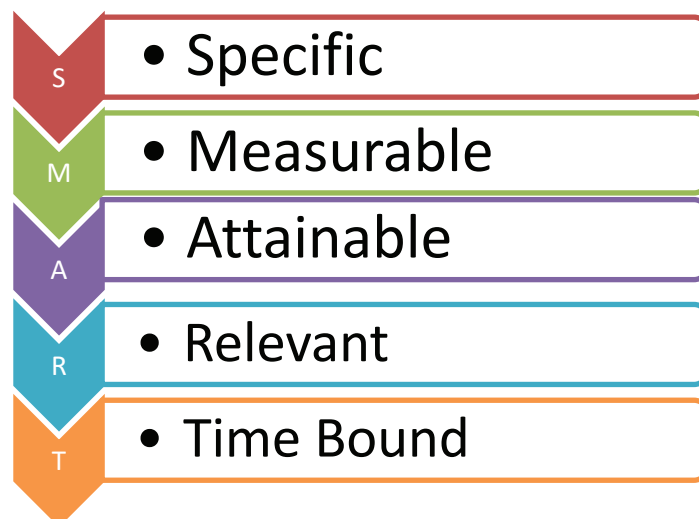 S
• Specific
M
• Measurable
A
• Attainable
R
• Relevant
T
• Time Bound